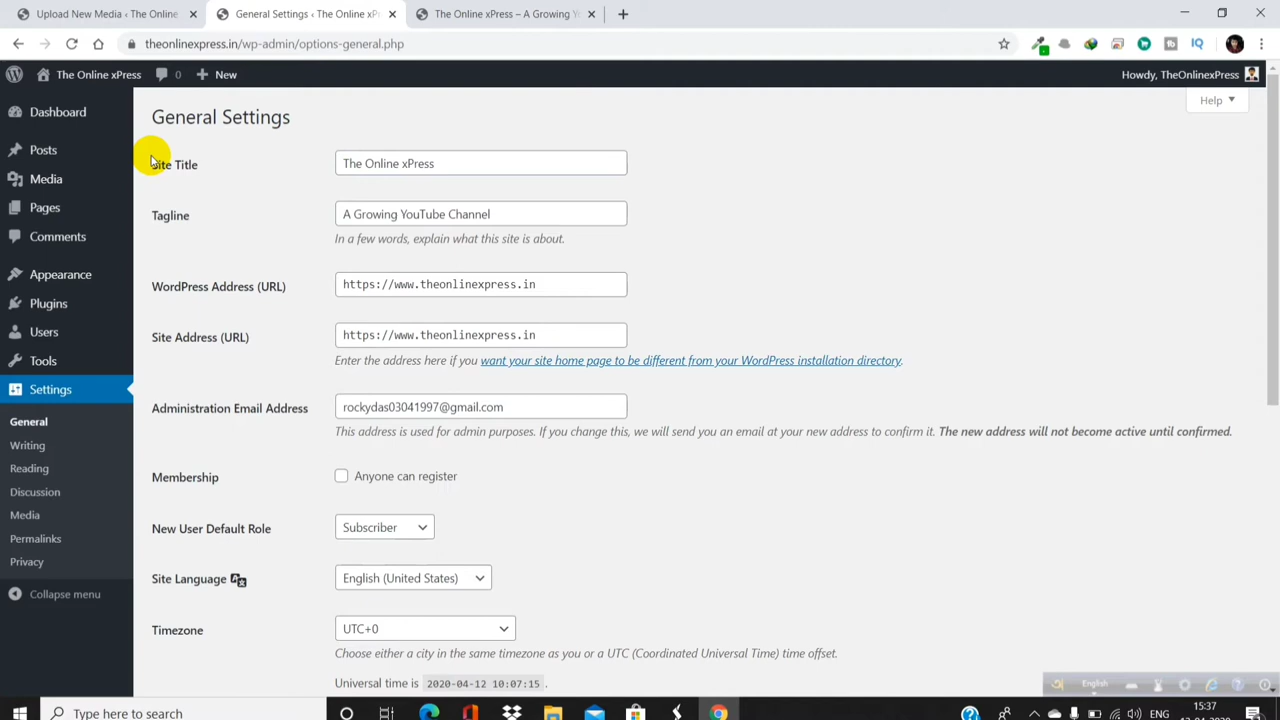 Upload New Media ‹ The Online
General Settings ‹ The Online xP
The Online xPress – A Growing Y
theonlinexpress.in/wp-admin/options-general.php
The Online xPress
0
New
Howdy, TheOnlinexPress
Help
Dashboard
Posts
Media
Pages
Comments
Appearance
Plugins
Users
Tools
Settings
General
Writing
Reading
Discussion
Media
Permalinks
Privacy
Collapse menu
General Settings
Site Title
The Online xPress
Tagline
A Growing YouTube Channel
In a few words, explain what this site is about.
WordPress Address (URL)
https://www.theonlinexpress.in
Site Address (URL)
https://www.theonlinexpress.in
Enter the address here if you want your site home page to be different from your WordPress installation directory.
Administration Email Address
rockydas03041997@gmail.com
This address is used for admin purposes. If you change this, we will send you an email at your new address to confirm it. The new address will not become active until confirmed.
Membership
Anyone can register
New User Default Role
Subscriber
Site Language
English (United States)
Timezone
UTC+0
Choose either a city in the same timezone as you or a UTC (Coordinated Universal Time) time offset.
Universal time is 2020-04-12 10:07:15 .
English
Type here to search
ENG
15:37